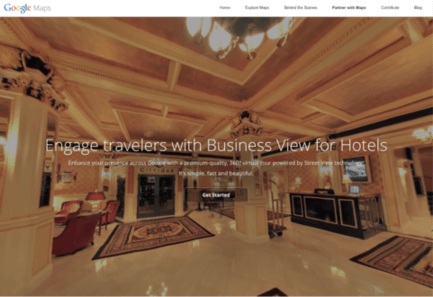 Google Maps
Home Explore Maps Behind the Scenes Partner with Maps Contribute Blog
Engage travelers with Business View for Hotels
Enhance your presence across Google with a premium-quality, 360° virtual tour powered by Street View technology.
It's simple, fast and beautiful.
Get Started